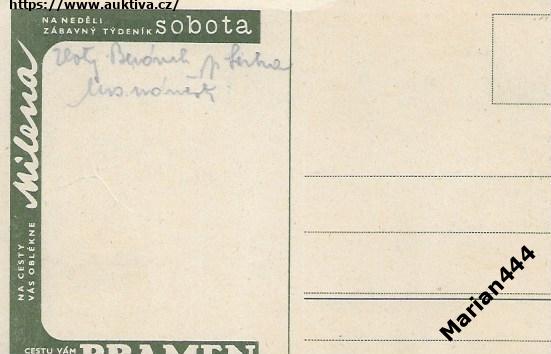 https://www.auktiva.cz/
NA NEDĚLI
ZÁBAVNÝ TÝDENÍK
sobota
Milena
NA CESTY
VÁS OBLÉKNE
CESTU VÁM
PRAMEN
Marian444